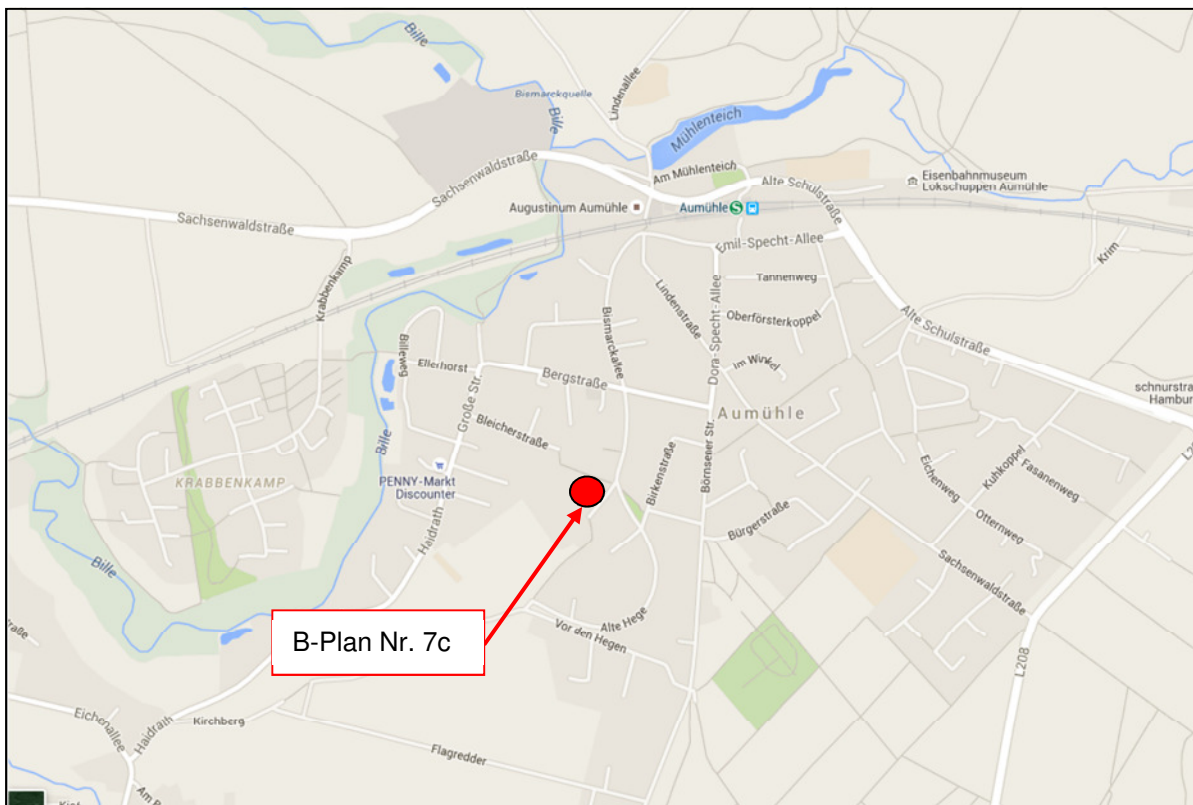 Bille
Bismarckquelle
Bille
Lindenallee
Mühlenteich
Am Mühlenteich
Sachsenwaldstraße
Sachsenwaldstraße
Augustinum Aumühle
Aumühle S
Alte Schulstraße
Eisenbahnmuseum
Lokschuppen Aumühle
Emil-Specht-Allee
Krim
Tannenweg
Krabbenkamp
Bismarckallee
Lindenstraße
Dora-Specht-Allee
Oberförsterkoppel
Alte Schulstraße
Billeweg
Ellerhorst
Große Str.
Bergstraße
Im Winkel
schnurstra
Hambur
Aumühle
Bleicherstraße
Bille
Birkenstraße
Börnsener Str.
Kuhkoppel
Fasanenweg
Eichenweg
PENNY-Markt
Discounter
KRABBENKAMP
Haidrath
Bürgerstraße
Otternweg
Sachsenwaldstraße
Bille
Alte Hege
Vor den Hegen
B-Plan Nr. 7c
raße
L208
Eichenallee
Haidrath
Kirchberg
Flagredder